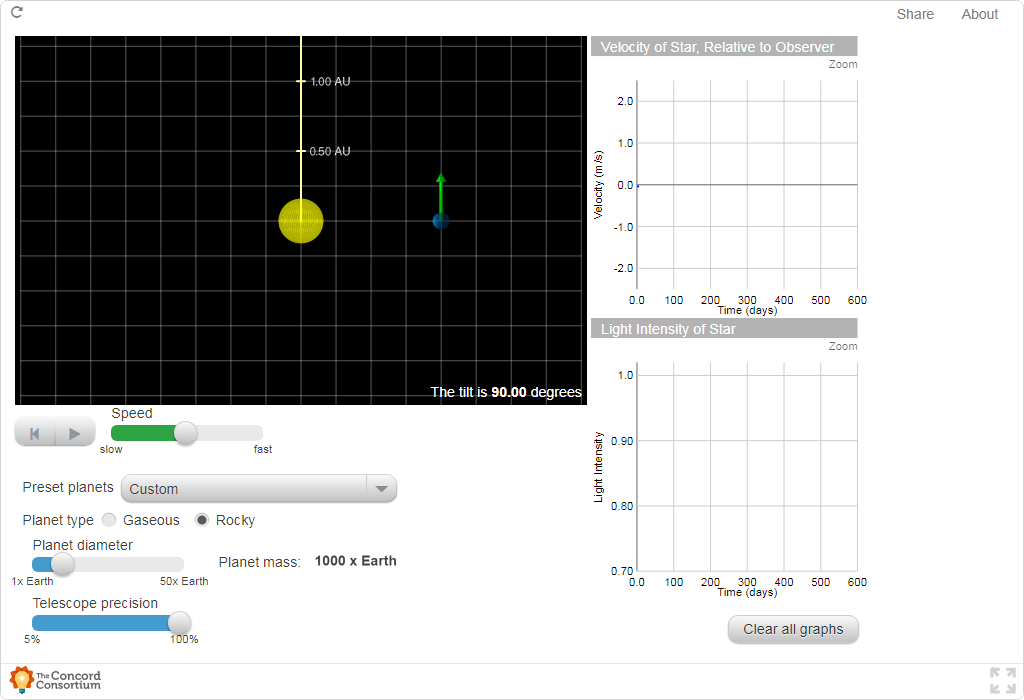 Share About
1.00 AU
0.50 AU
The tilt is 90.00 degrees
Velocity of Star, Relative to Observer
Zoom
Velocity (m/s)
2.0
1.0
0.0
-1.0
-2.0
0.0 100 200 300 400 500 600
Time (days)
Light Intensity of Star
Zoom
Light Intensity
1.0
0.90
0.80
0.70
0.0 100 200 300 400 500 600
Time (days)
Clear all graphs
Speed
slow fast
Preset planets Custom
Planet type Gaseous Rocky
Planet diameter
1x Earth 50x Earth
Planet mass: 1000 x Earth
Telescope precision
5% 100%
The Concord
Consortium